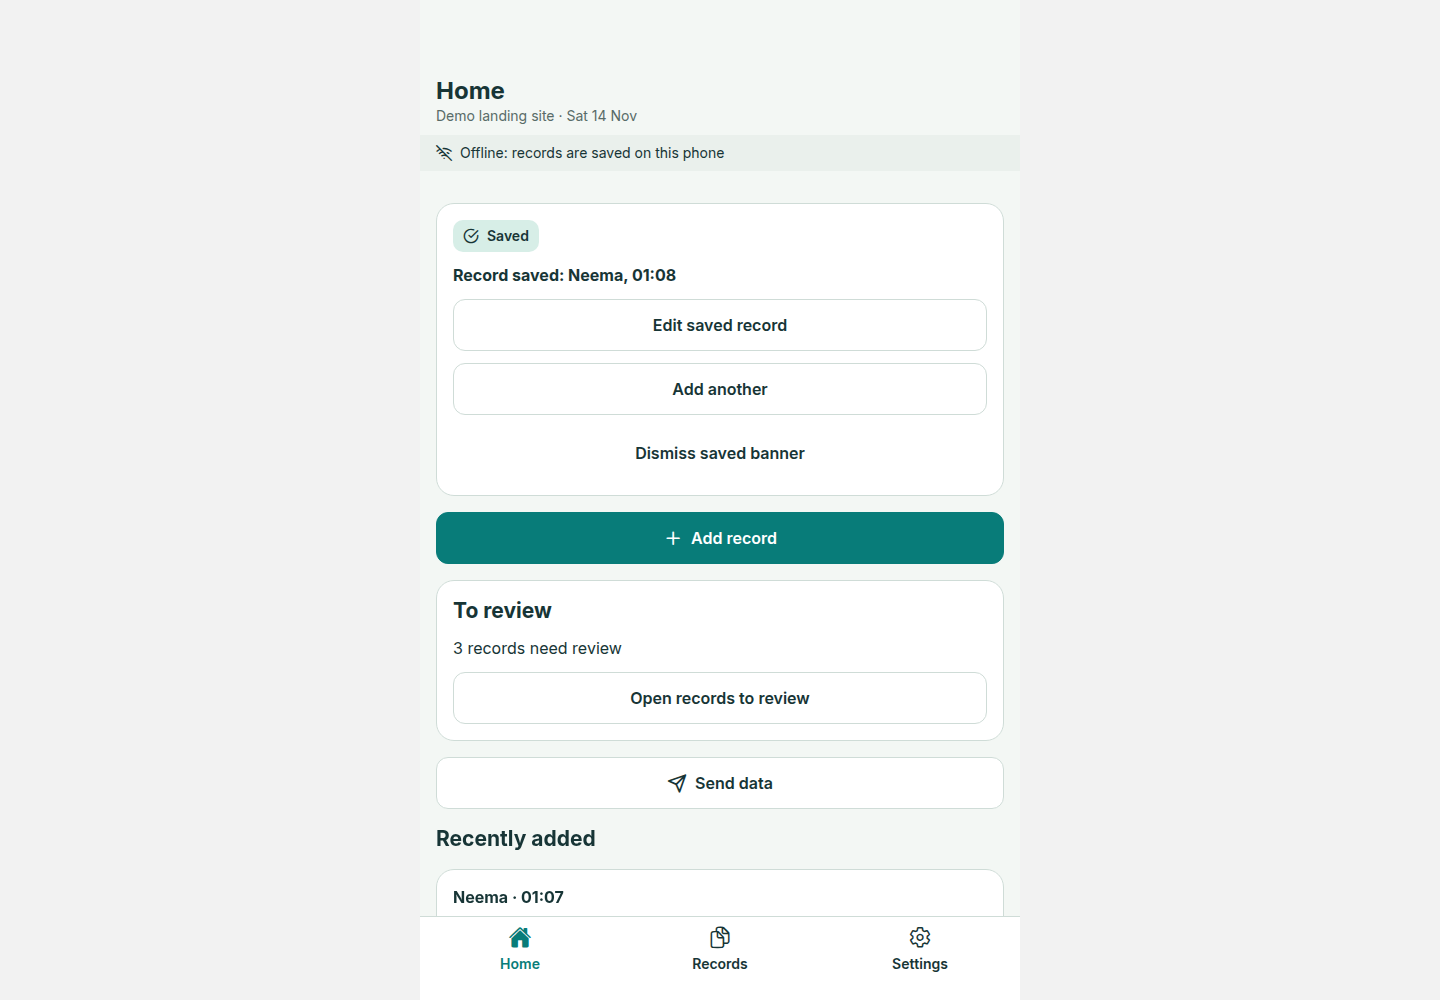 Home
Demo landing site · Sat 14 Nov
Offline: records are saved on this phone
Saved
Record saved: Neema, 01:08
Edit saved record
Add another
Dismiss saved banner
Add record
To review
3 records need review
Open records to review
Send data
Recently added
Neema · 01:07
Home
Records
Settings